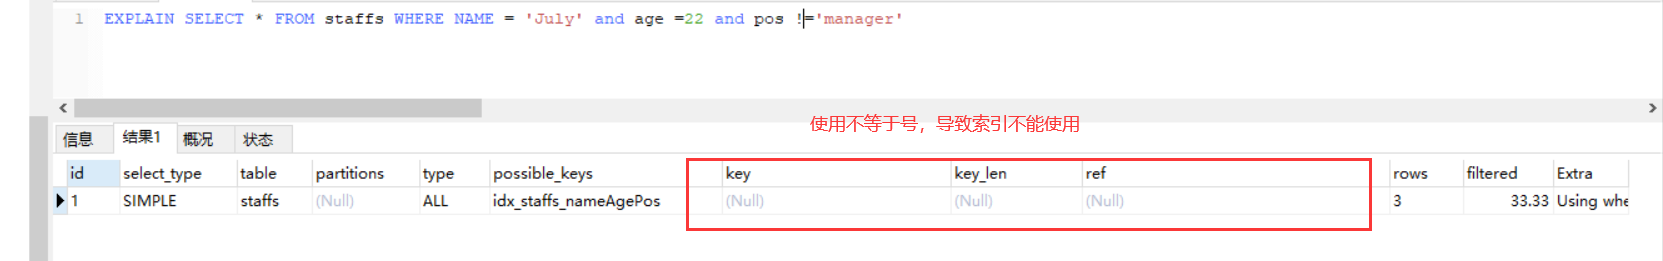 1 EXPLAIN SELECT * FROM staffs WHERE NAME = 'July' and age =22 and pos !='manager'
使用不等于号，导致索引不能使用
信息 结果1 概况 状态
id select_type table partitions type possible_keys key key_len ref rows filtered Extra
1 SIMPLE staffs (Null) ALL idx_staffs_nameAgePos (Null) (Null) (Null) 3 33.33 Using whe